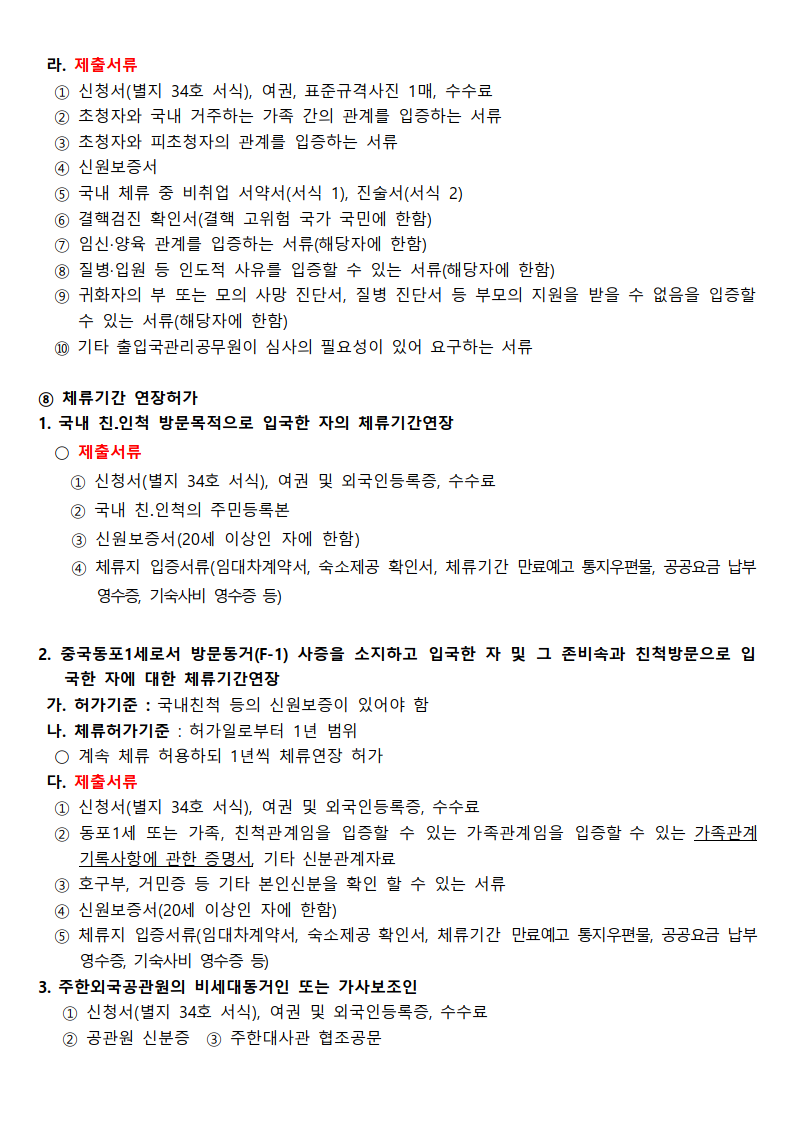 라. 제출서류
① 신청서(별지 34호 서식), 여권, 표준규격사진 1매, 수수료
② 초청자와 국내 거주하는 가족 간의 관계를 입증하는 서류
③ 초청자와 피초청자의 관계를 입증하는 서류
④ 신원보증서
⑤ 국내 체류 중 비취업 서약서(서식 1), 진술서(서식 2)
⑥ 결핵검진 확인서(결핵 고위험 국가 국민에 한함)
⑦ 임신·양육 관계를 입증하는 서류(해당자에 한함)
⑧ 질병·입원 등 인도적 사유를 입증할 수 있는 서류(해당자에 한함)
⑨ 귀화자의 부 또는 모의 사망 진단서, 질병 진단서 등 부모의 지원을 받을 수 없음을 입증할
수 있는 서류(해당자에 한함)
⑩ 기타 출입국관리공무원이 심사의 필요성이 있어 요구하는 서류
⑧ 체류기간 연장허가
1. 국내 친.인척 방문목적으로 입국한 자의 체류기간연장
○ 제출서류
① 신청서(별지 34호 서식), 여권 및 외국인등록증, 수수료
② 국내 친.인척의 주민등록본
③ 신원보증서(20세 이상인 자에 한함)
④ 체류지 입증서류(임대차계약서, 숙소제공 확인서, 체류기간 만료예고 통지우편물, 공공요금 납부
영수증, 기숙사비 영수증 등)
2. 중국동포1세로서 방문동거(F-1) 사증을 소지하고 입국한 자 및 그 존비속과 친척방문으로 입
국한 자에 대한 체류기간연장
가. 허가기준 : 국내친척 등의 신원보증이 있어야 함
나. 체류허가기준 : 허가일로부터 1년 범위
○ 계속 체류 허용하되 1년씩 체류연장 허가
다. 제출서류
① 신청서(별지 34호 서식), 여권 및 외국인등록증, 수수료
② 동포1세 또는 가족, 친척관계임을 입증할 수 있는 가족관계임을 입증할 수 있는 가족관계
기록사항에 관한 증명서, 기타 신분관계자료
③ 호구부, 거민증 등 기타 본인신분을 확인 할 수 있는 서류
④ 신원보증서(20세 이상인 자에 한함)
⑤ 체류지 입증서류(임대차계약서, 숙소제공 확인서, 체류기간 만료예고 통지우편물, 공공요금 납부
영수증, 기숙사비 영수증 등)
3. 주한외국공관원의 비세대동거인 또는 가사보조인
① 신청서(별지 34호 서식), 여권 및 외국인등록증, 수수료
② 공관원 신분증 ③ 주한대사관 협조공문